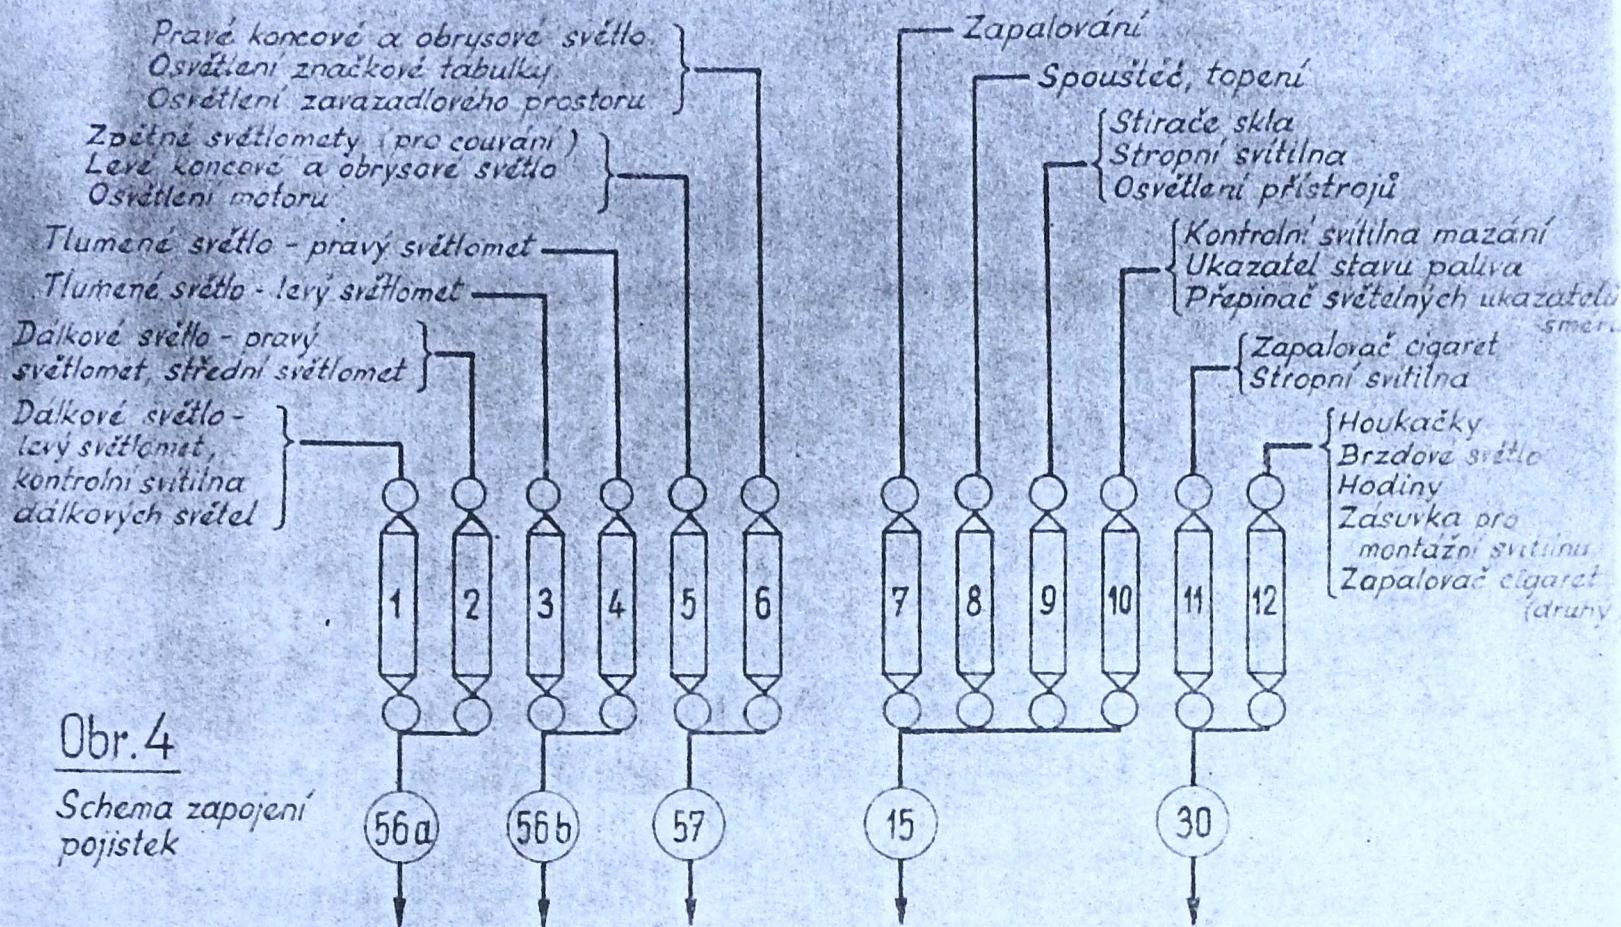 Pravé koncové a obrysové světlo
Osvětlení značkové tabulky
Osvětlení zavazadlového prostoru
Zpětné světlomety (pro couvání)
Levé koncové a obrysové světlo
Osvětlení motoru
Tlumené světlo - pravý světlomet
Tlumené světlo - levý světlomet
Dálkové světlo - pravý
světlomet, střední světlomet
Dálkové světlo -
levý světlomet,
kontrolní svítilna
dálkových světel
Zapalování
Spouštěč, topení
Stírače skla
Stropní svítilna
Osvětlení přístrojů
Kontrolní svítilna mazání
Ukazatel stavu paliva
Přepínač světelných ukazatelů
směru
Zapalovač cigaret
Stropní svítilna
Houkačky
Brzdové světlo
Hodiny
Zásuvka pro
montážní svítilnu
Zapalovač cigaret
(druhý
1 2 3 4 5 6 7 8 9 10 11 12
56a 56b 57 15 30
Obr. 4
Schema zapojení
pojistek